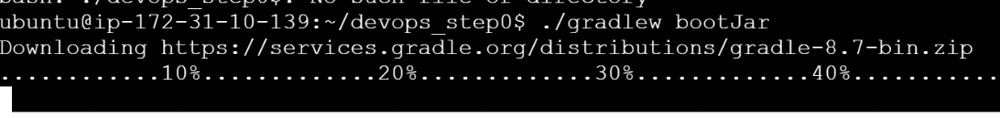 bash: ./devops_step0$: No such file or directory
ubuntu@ip-172-31-10-139:~/devops_step0$ ./gradlew bootJar
Downloading https://services.gradle.org/distributions/gradle-8.7-bin.zip
............10%.............20%.............30%.............40%...........